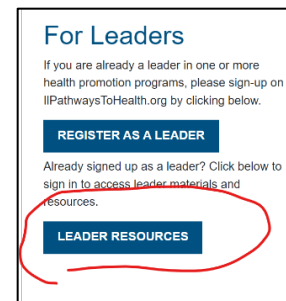 For Leaders
If you are already a leader in one or more
health promotion programs, please sign-up on
IlPathwaysToHealth.org by clicking below.
REGISTER AS A LEADER
Already signed up as a leader? Click below to
sign in to access leader materials and
resources.
LEADER RESOURCES